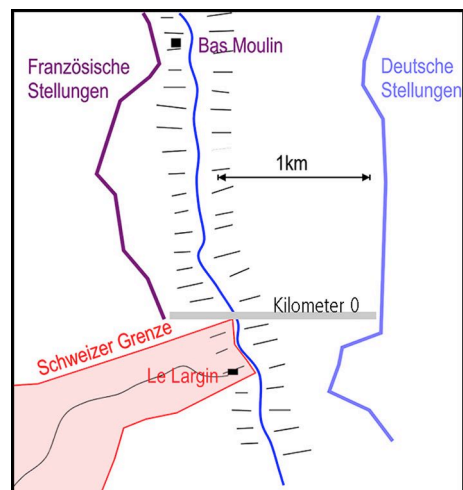 Bas Moulin
Französische
Stellungen
Deutsche
Stellungen
1km
Kilometer 0
Schweizer Grenze
Le Largin